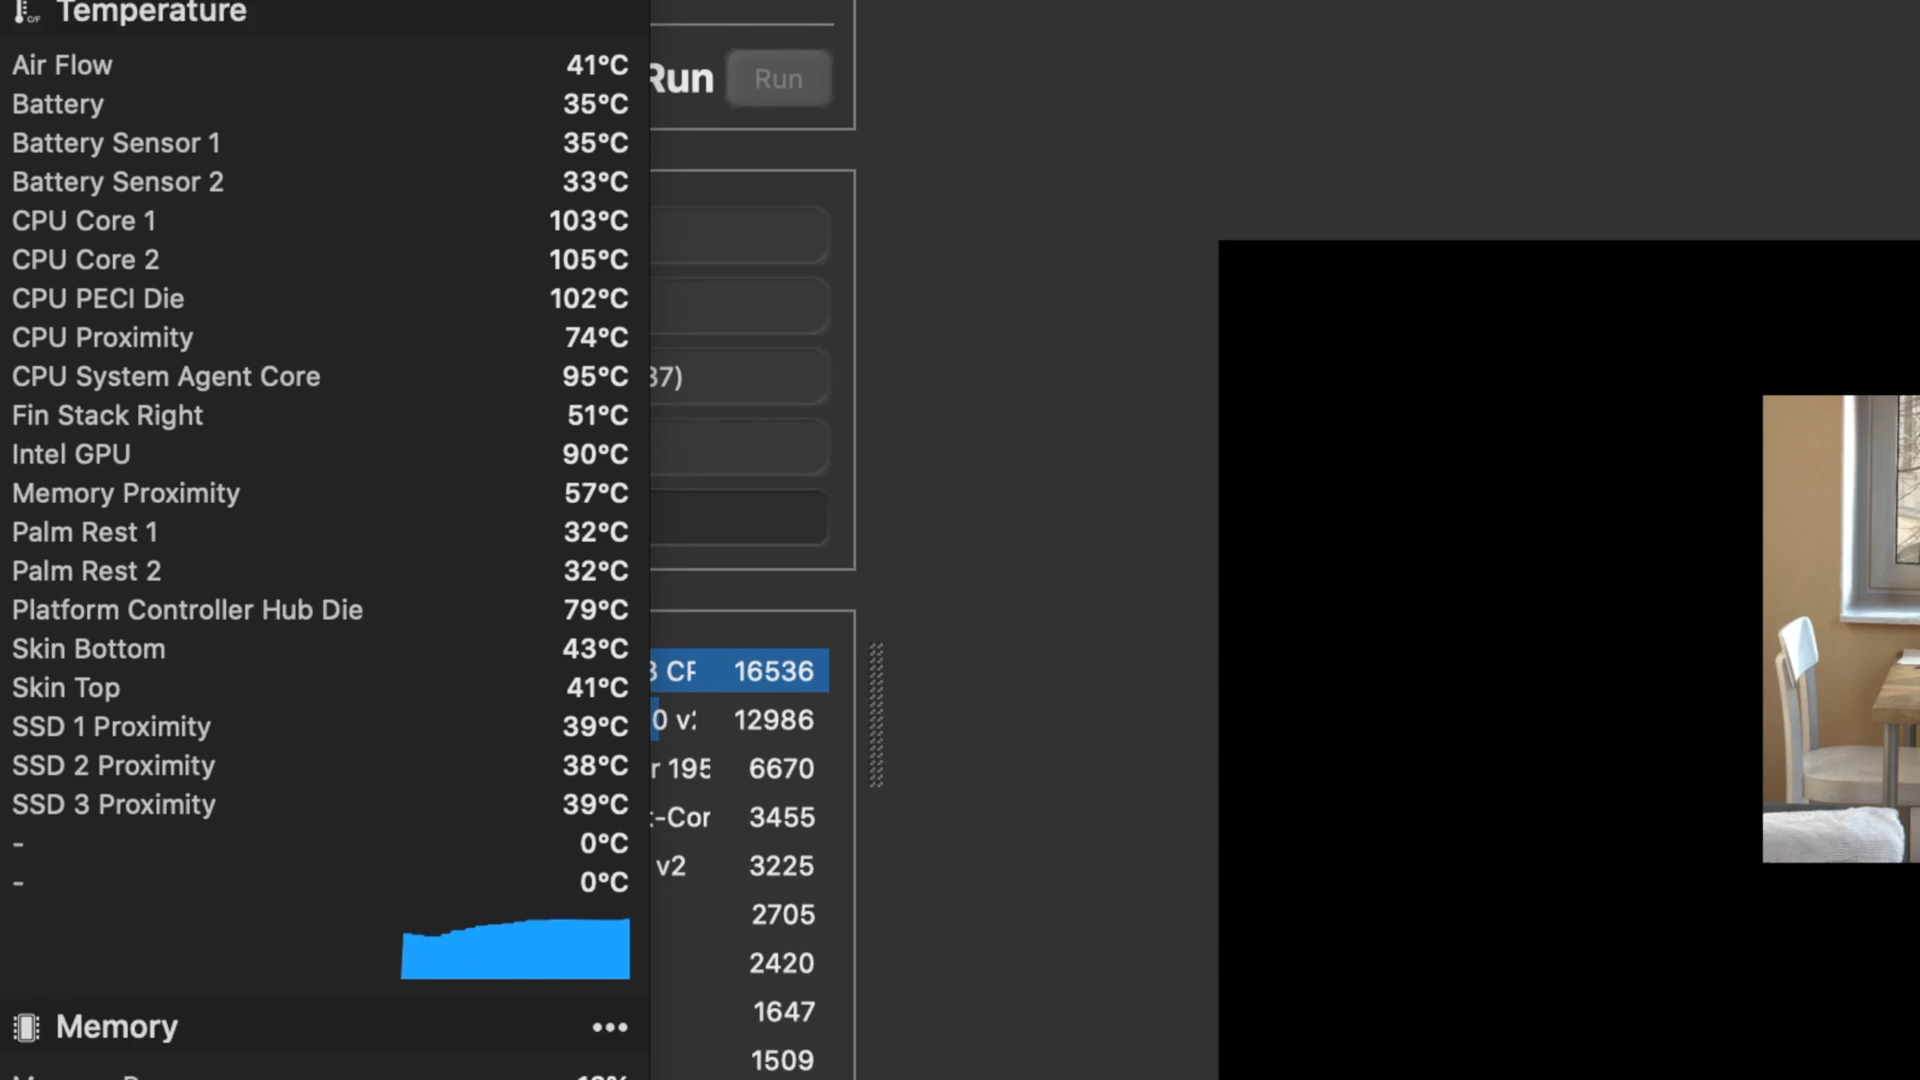 Temperature
Air Flow 41°C
Battery 35°C
Battery Sensor 1 35°C
Battery Sensor 2 33°C
CPU Core 1 103°C
CPU Core 2 105°C
CPU PECI Die 102°C
CPU Proximity 74°C
CPU System Agent Core 95°C
Fin Stack Right 51°C
Intel GPU 90°C
Memory Proximity 57°C
Palm Rest 1 32°C
Palm Rest 2 32°C
Platform Controller Hub Die 79°C
Skin Bottom 43°C
Skin Top 41°C
SSD 1 Proximity 39°C
SSD 2 Proximity 38°C
SSD 3 Proximity 39°C
- 0°C
- 0°C
Memory •••
Run Run
37)
16536
0 v 12986
r 195 6670
-Cor 3455
v2 3225
2705
2420
1647
1509